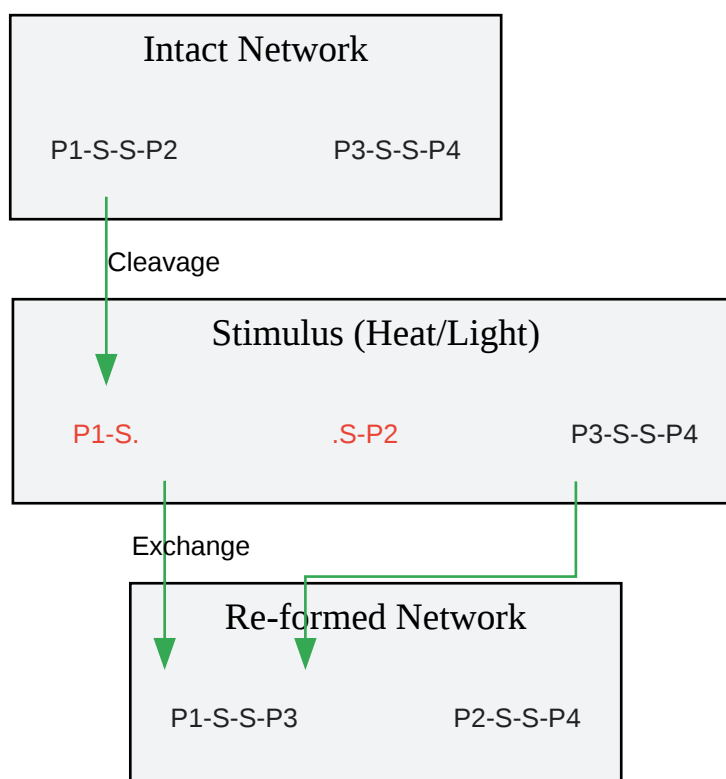 Intact Network
P1-S-S-P2 P3-S-S-P4
Cleavage
Stimulus (Heat/Light)
P1-S. .S-P2 P3-S-S-P4
Exchange
Re-formed Network
P1-S-S-P3 P2-S-S-P4